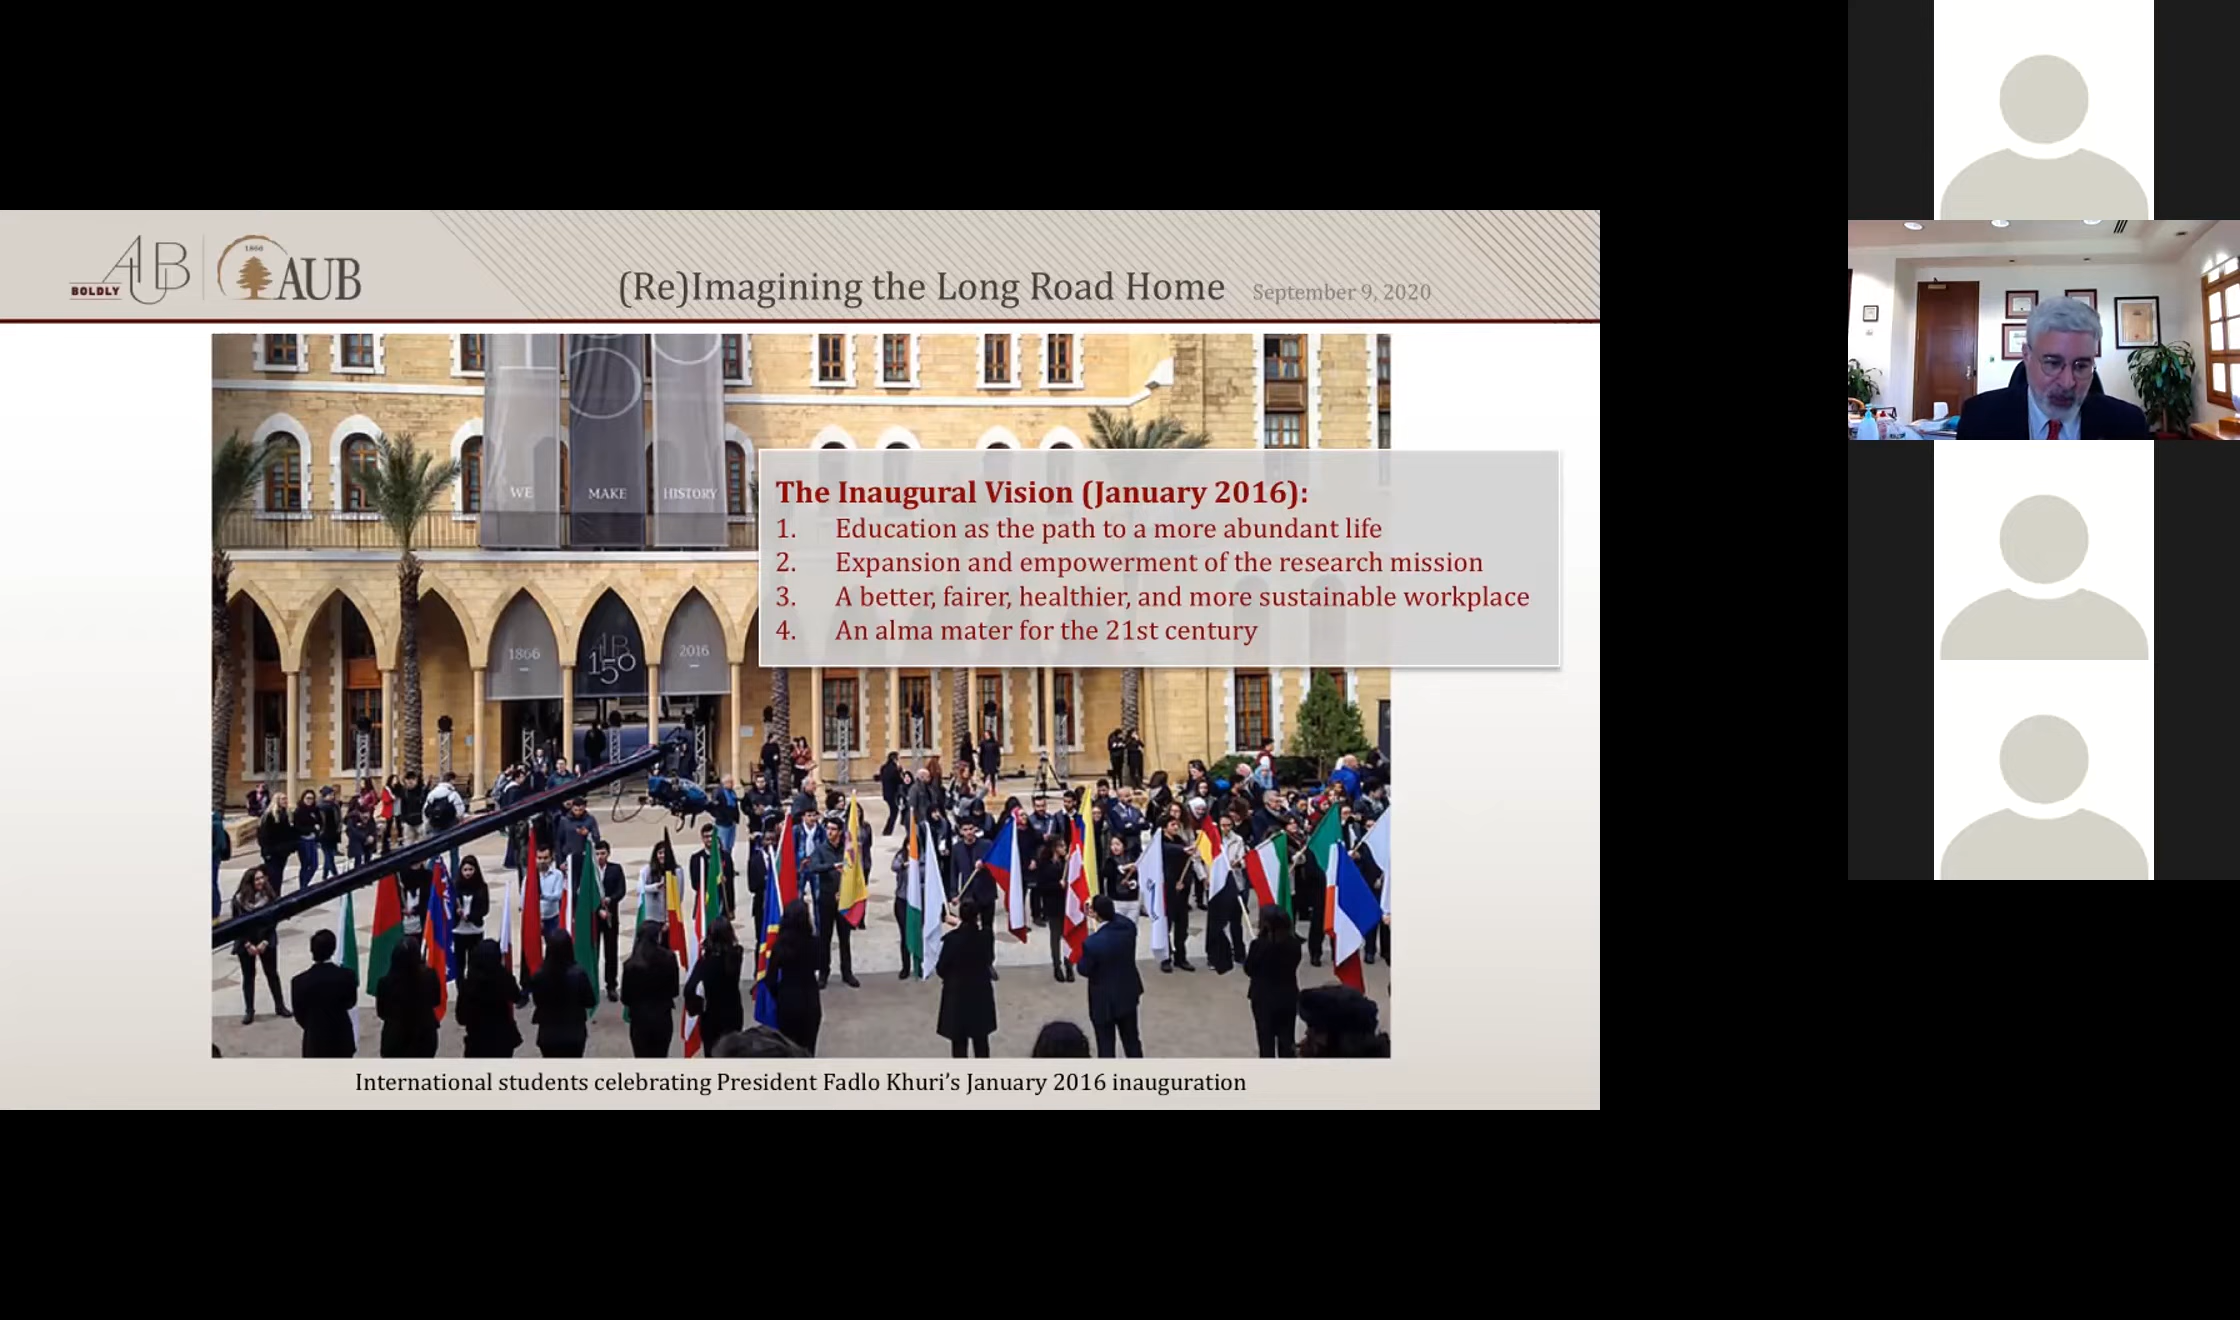 1866
AUB
BOLDLY
AUB
(Re)Imagining the Long Road Home
September 9, 2020
WE
MAKE
HISTORY
The Inaugural Vision (January 2016):
1. Education as the path to a more abundant life
2. Expansion and empowerment of the research mission
3. A better, fairer, healthier, and more sustainable workplace
4. An alma mater for the 21st century
1866
AUB
150
2016
International students celebrating President Fadlo Khuri’s January 2016 inauguration